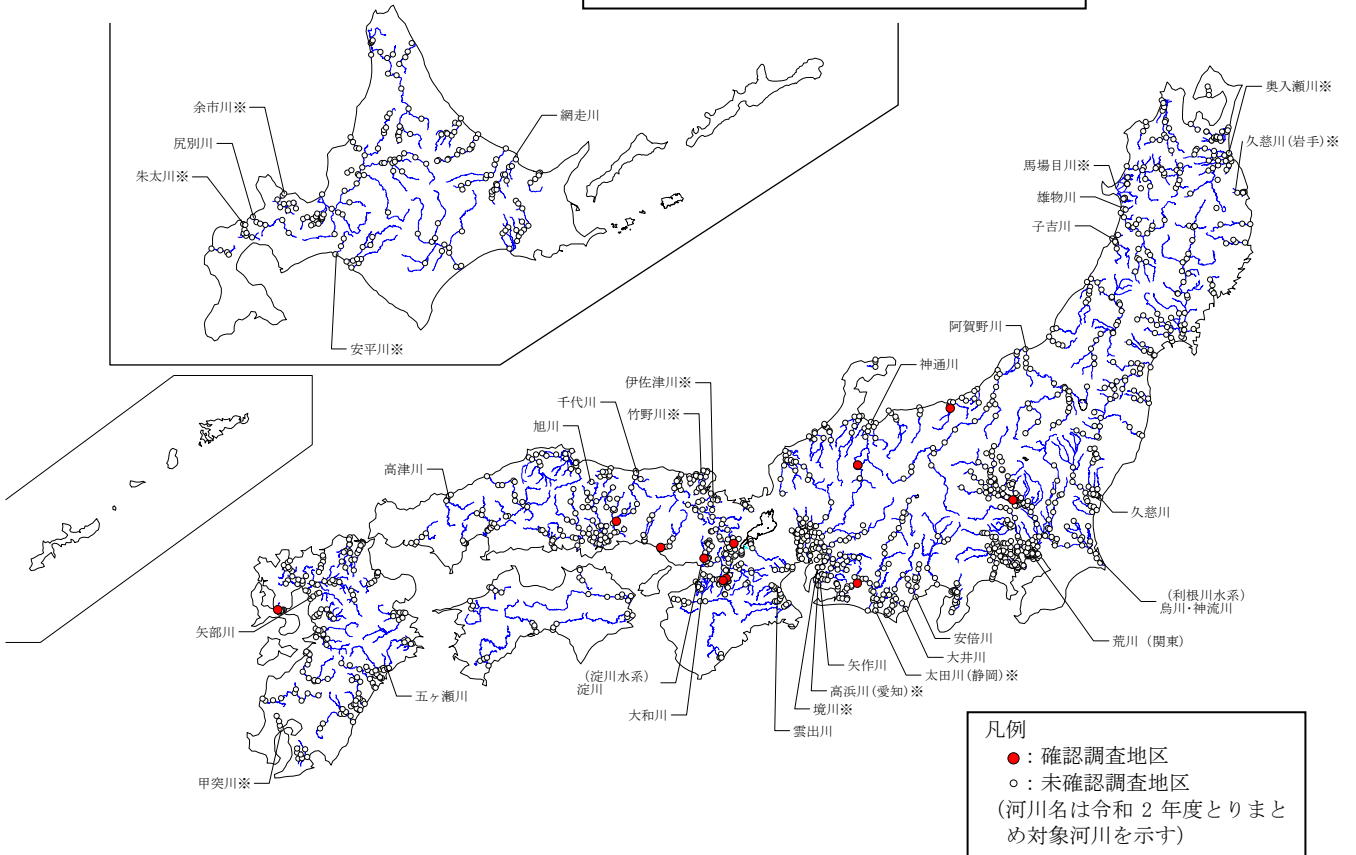 余市川※
尻別川
朱太川※
網走川
安平川※
奥入瀬川※
久慈川(岩手)※
馬場目川※
雄物川
子吉川
阿賀野川
神通川
伊佐津川※
千代川
竹野川※
旭川
高津川
久慈川
(利根川水系)
烏川・神流川
荒川 (関東)
安倍川
大井川
太田川(静岡)※
矢作川
高浜川(愛知)※
境川※
雲出川
(淀川水系)
淀川
大和川
矢部川
五ヶ瀬川
甲突川※
凡例
●：確認調査地区
○：未確認調査地区
(河川名は令和 2 年度とりまと
め対象河川を示す)